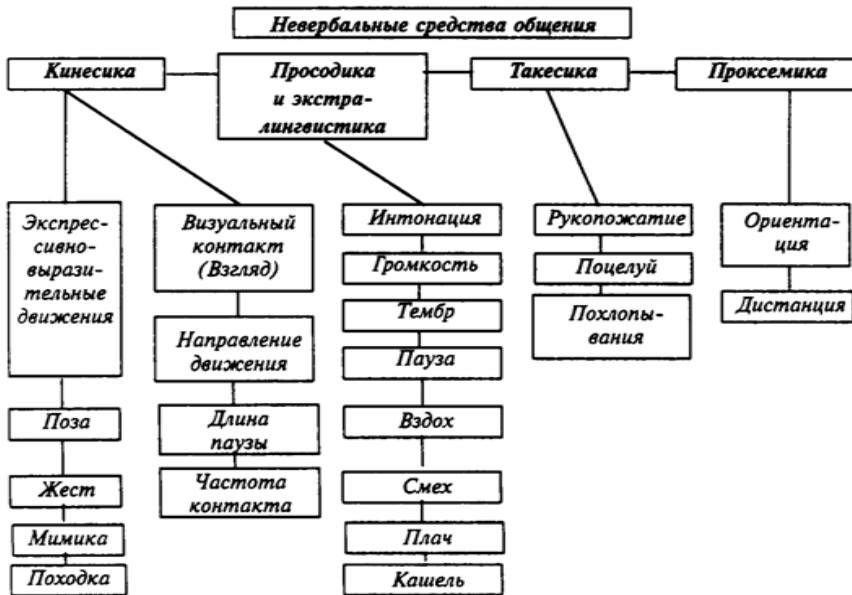 Невербальные средства общения
Кинесика
Просодика
и экстра-
лингвистика
Такесика
Проксемика
Экспрес-
сивно-
вырази-
тельные
движения
Поза
Жест
Мимика
Походка
Визуальный
контакт
(Взгляд)
Направление
движения
Длина
паузы
Частота
контакта
Интонация
Громкость
Тембр
Пауза
Вздох
Смех
Плач
Кашель
Рукопожатие
Поцелуй
Похлопы-
вания
Ориента-
ция
Дистанция